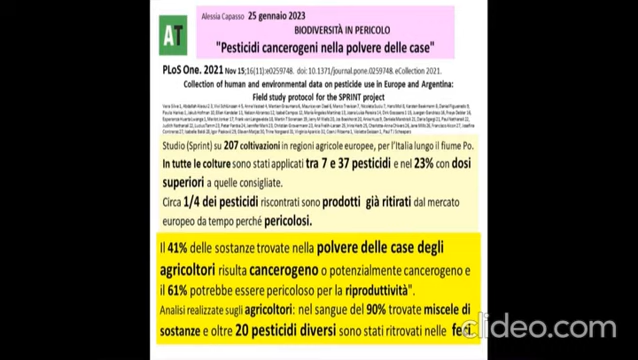 AT
Alessia Capasso 25 gennaio 2023
BIODIVERSITÀ IN PERICOLO
"Pesticidi cancerogeni nella polvere delle case"
PLoS One. 2021 Nov 15;16(11):e0259748. doi: 10.1371/journal.pone.0259748. eCollection 2021.
Collection of human and environmental data on pesticide use in Europe and Argentina:
Field study protocol for the SPRINT project
Studio (Sprint) su 207 coltivazioni in regioni agricole europee, per l'Italia lungo il fiume Po.
In tutte le colture sono stati applicati tra 7 e 37 pesticidi e nel 23% con dosi
superiori a quelle consigliate.
Circa 1/4 dei pesticidi riscontrati sono prodotti già ritirati dal mercato
europeo da tempo perché pericolosi.
Il 41% delle sostanze trovate nella polvere delle case degli
agricoltori risulta cancerogeno o potenzialmente cancerogeno e
il 61% potrebbe essere pericoloso per la riproduttività".
Analisi realizzate sugli agricoltori: nel sangue del 90% trovate miscele di
sostanze e oltre 20 pesticidi diversi sono stati ritrovati nelle feci.
clideo.com